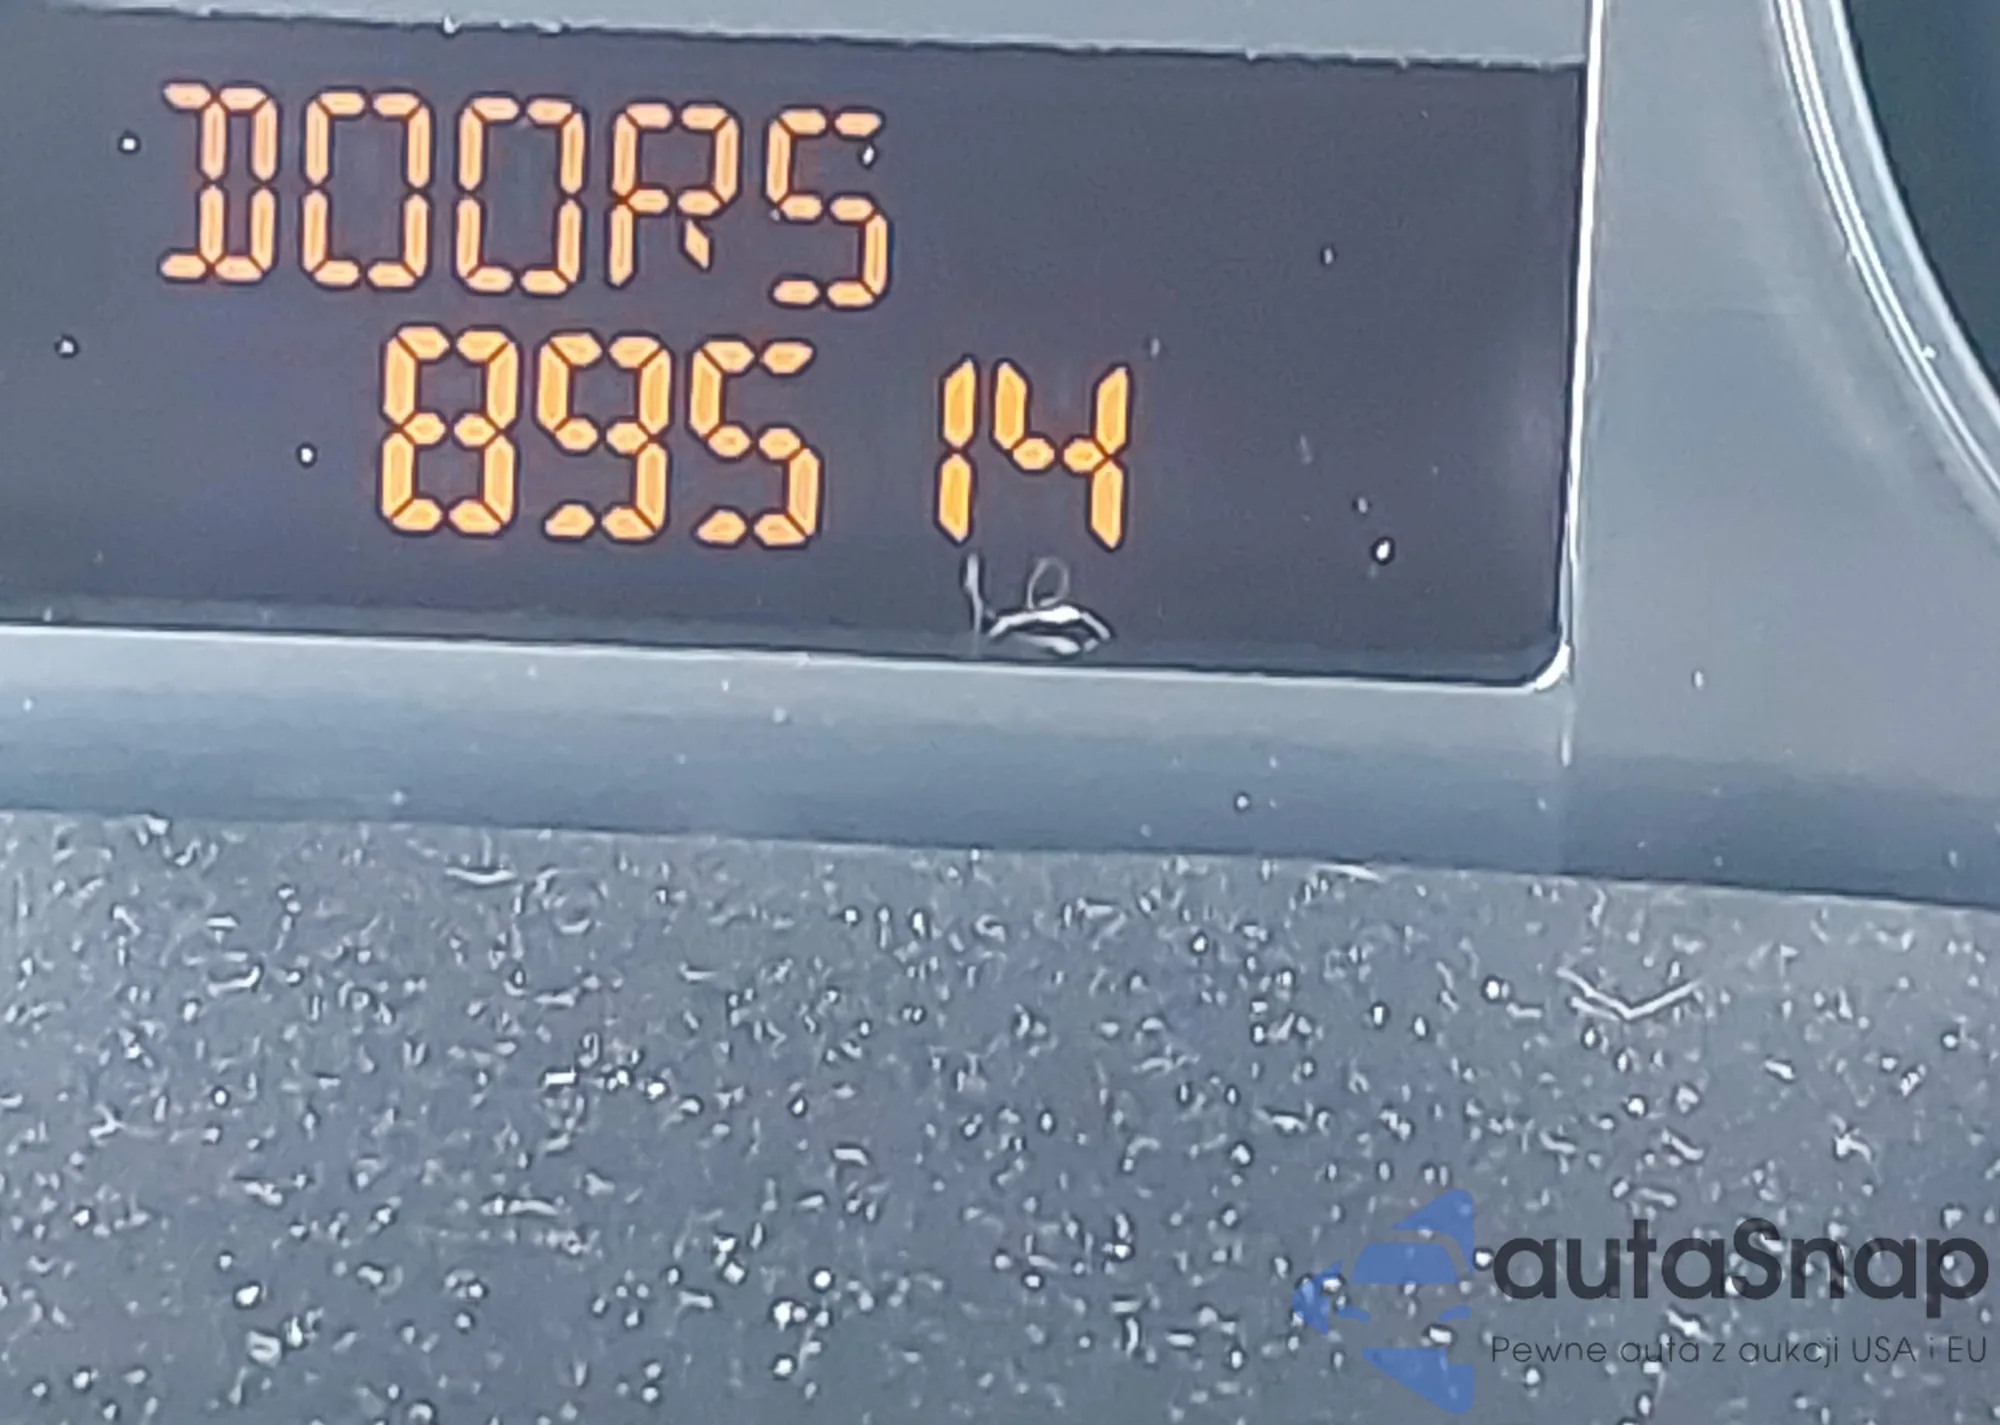 DOORS
89514
autaSnap
Pewne auta z aukcji USA i EU